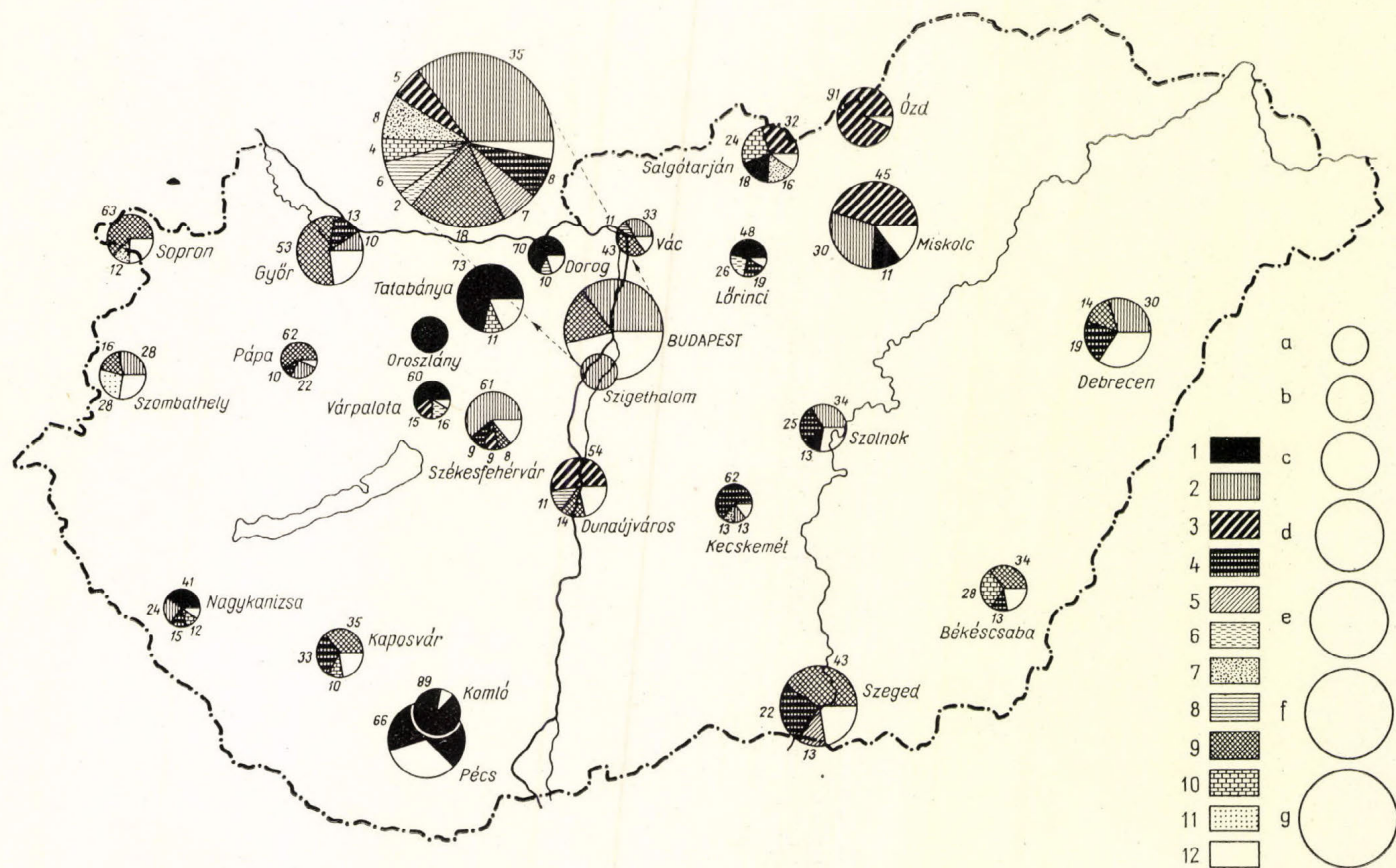 35
5
8
4
6
2
18
7
8
91
Ózd
32
24
Salgótarján
18
16
45
30
Miskolc
11
63
Sopron
12
13
53
10
Győr
70
Dorog
10
11
33
43
Vác
73
Tatabánya
11
48
26
19
Lőrinci
BUDAPEST
Szigethalom
14
30
19
Debrecen
Oroszlány
62
Pápa
10
22
16
28
28
Szombathely
60
Várpalota
15
16
61
Székesfehérvár
9
9
8
54
11
14
Dunaújváros
34
25
Szolnok
13
62
13
13
Kecskemét
34
28
13
Békéscsaba
41
Nagykanizsa
24
15
12
35
Kaposvár
33
10
89
Komló
66
Pécs
43
Szeged
22
13
a
b
c
d
e
f
g
1
2
3
4
5
6
7
8
9
10
11
12